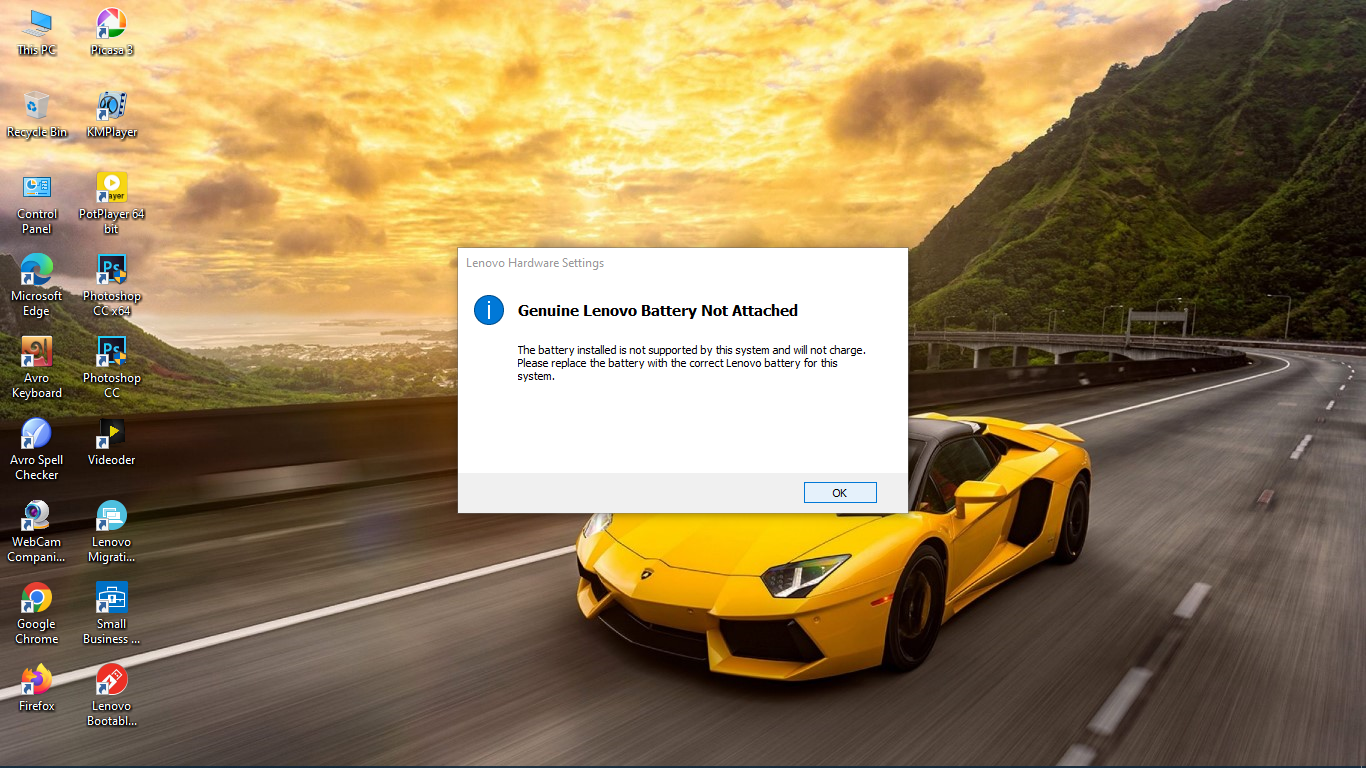 This PC
Picasa 3
Recycle Bin
KMPlayer
Control
Panel
PotPlayer 64
bit
Microsoft
Edge
Photoshop
CC x64
Avro
Keyboard
Photoshop
CC
Avro Spell
Checker
Videoder
WebCam
Compani...
Lenovo
Migrati...
Google
Chrome
Small
Business ...
Firefox
Lenovo
Bootabl...
Lenovo Hardware Settings
Genuine Lenovo Battery Not Attached
The battery installed is not supported by this system and will not charge.
Please replace the battery with the correct Lenovo battery for this
system.
OK